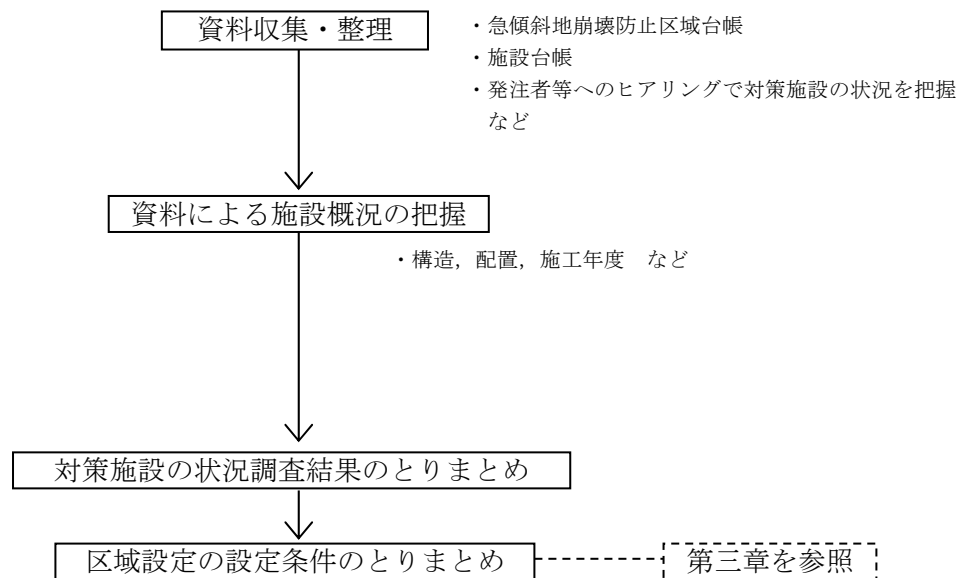 資料収集・整理
・急傾斜地崩壊防止区域台帳
・施設台帳
・発注者等へのヒアリングで対策施設の状況を把握
など
資料による施設概況の把握
・構造，配置，施工年度　など
対策施設の状況調査結果のとりまとめ
区域設定の設定条件のとりまとめ
第三章を参照